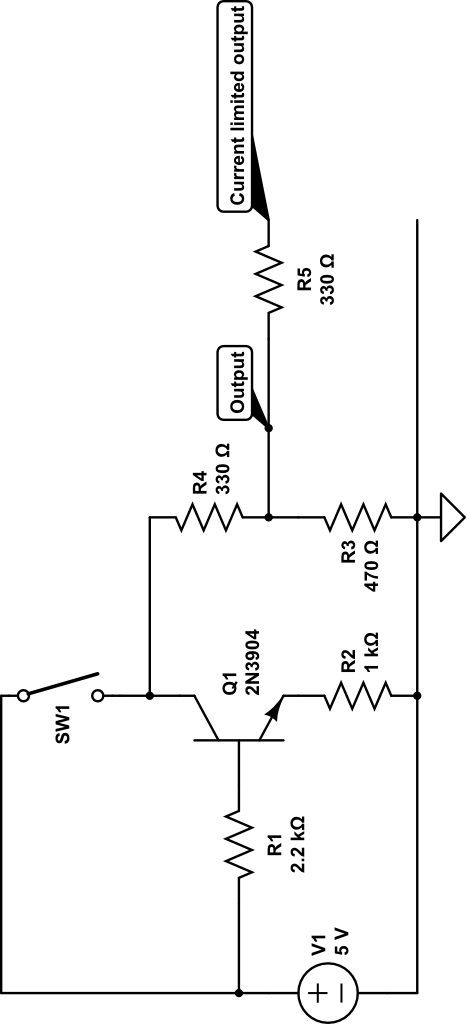 V1
5 V
R1
2.2 kΩ
SW1
Q1
2N3904
R2
1 kΩ
R4
330 Ω
R3
470 Ω
Output
R5
330 Ω
Current limited output